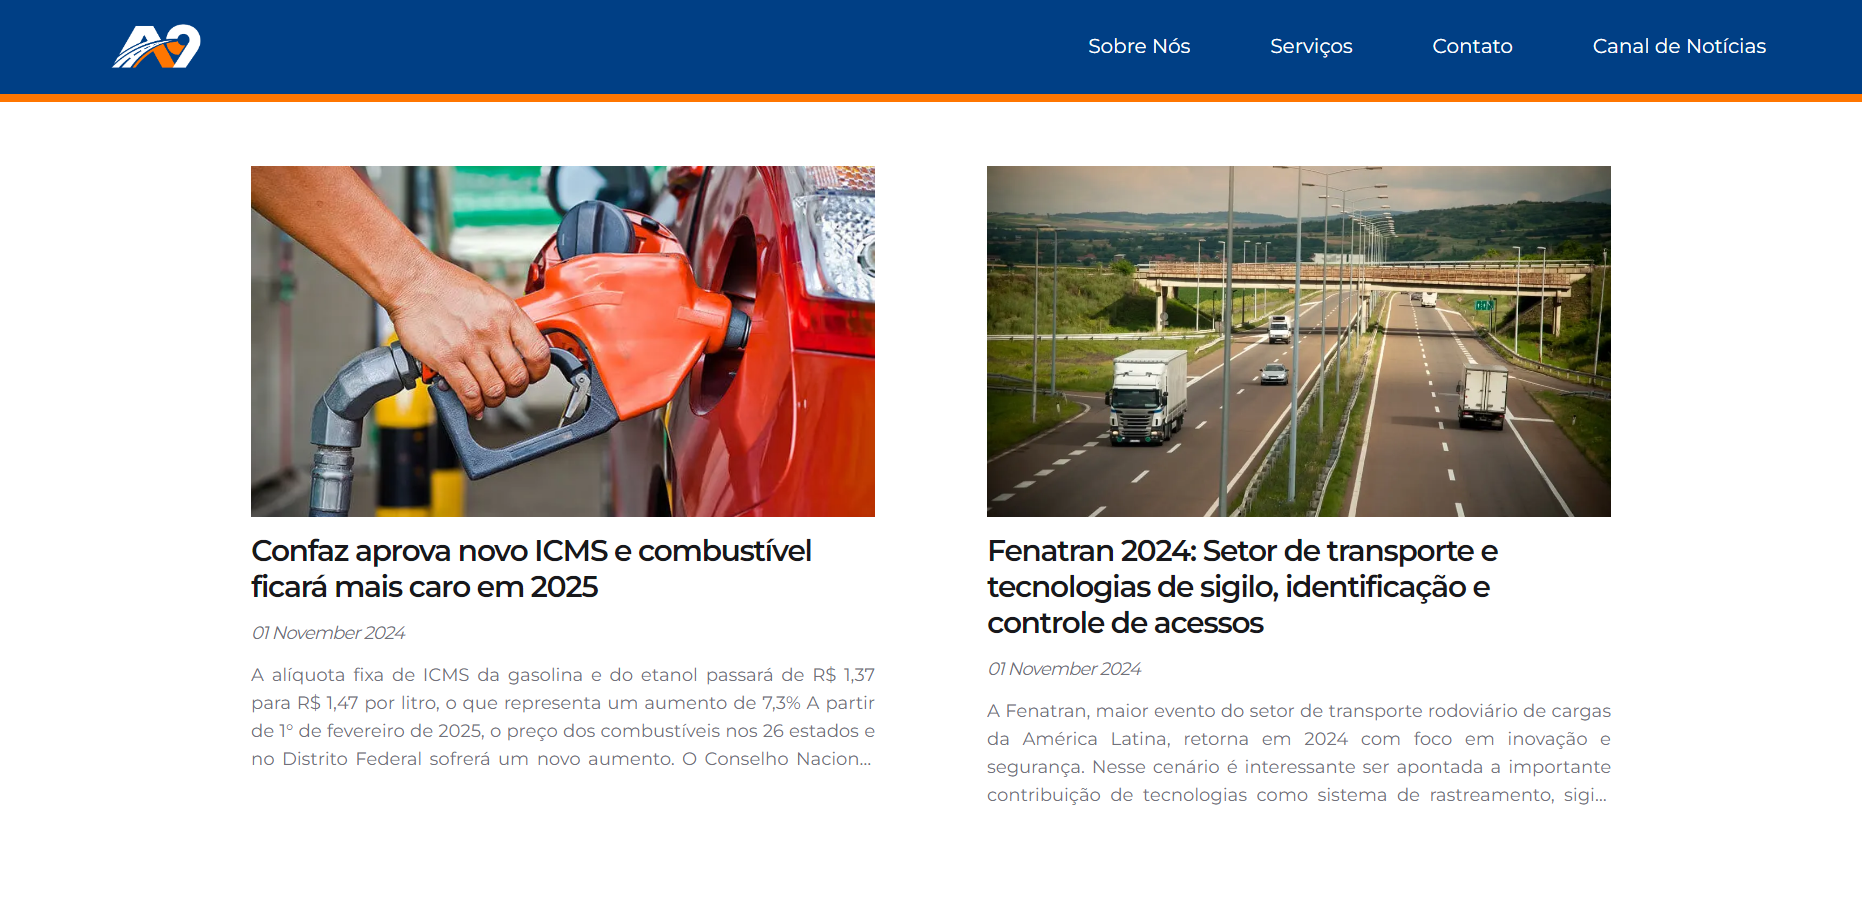 A9
Sobre Nós
Serviços
Contato
Canal de Notícias
Confaz aprova novo ICMS e combustível
ficará mais caro em 2025
01 November 2024
A alíquota fixa de ICMS da gasolina e do etanol passará de R$ 1,37
para R$ 1,47 por litro, o que representa um aumento de 7,3% A partir
de 1° de fevereiro de 2025, o preço dos combustíveis nos 26 estados e
no Distrito Federal sofrerá um novo aumento. O Conselho Nacion...
Fenatran 2024: Setor de transporte e
tecnologias de sigilo, identificação e
controle de acessos
01 November 2024
A Fenatran, maior evento do setor de transporte rodoviário de cargas
da América Latina, retorna em 2024 com foco em inovação e
segurança. Nesse cenário é interessante ser apontada a importante
contribuição de tecnologias como sistema de rastreamento, sigi...